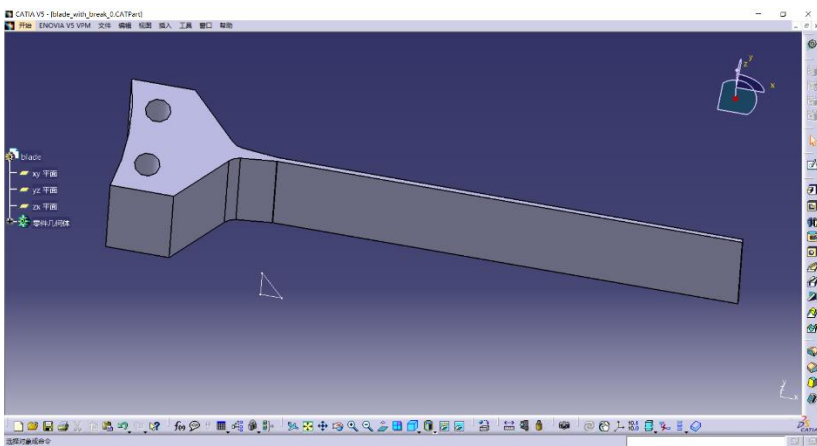 CATIA V5 - [blade_with_break_0.CATPart]
开始 ENOVIA V5 VPM 文件 编辑 视图 插入 工具 窗口 帮助
y
z
x
blade
xy 平面
yz 平面
zx 平面
零件几何体
选择对象或命令
CATIA